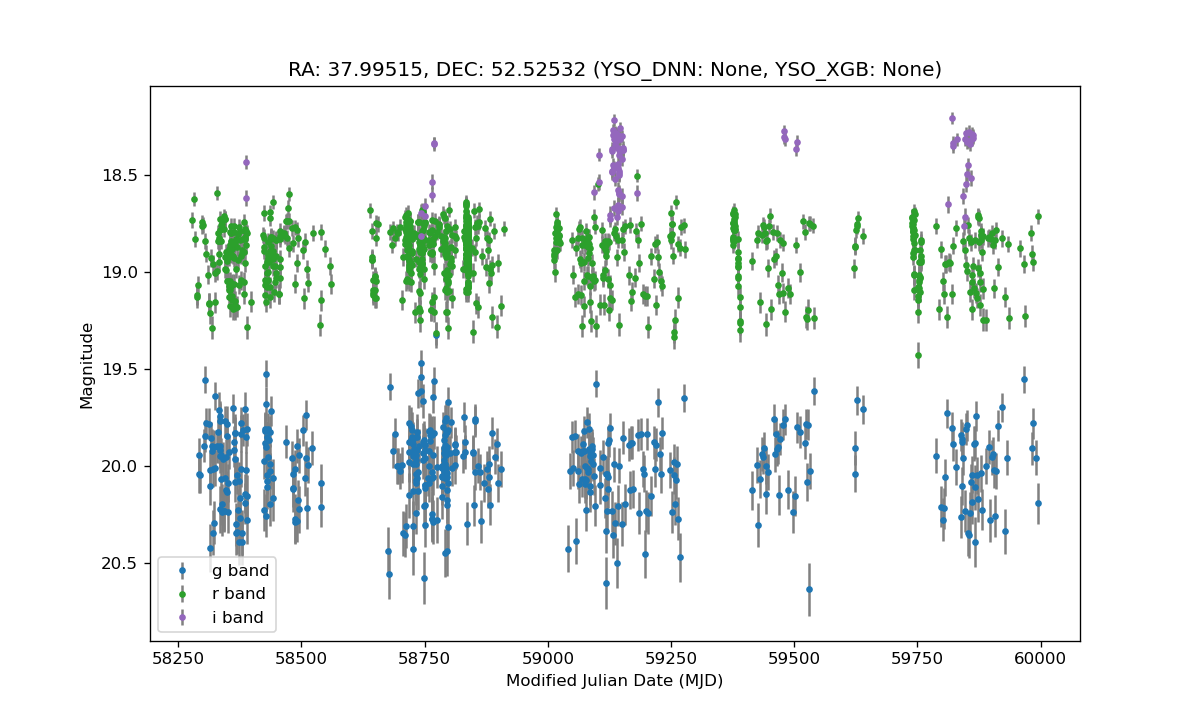 RA: 37.99515, DEC: 52.52532 (YSO_DNN: None, YSO_XGB: None)
Magnitude
18.5
19.0
19.5
20.0
20.5
g band
r band
i band
58250 58500 58750 59000 59250 59500 59750 60000
Modified Julian Date (MJD)